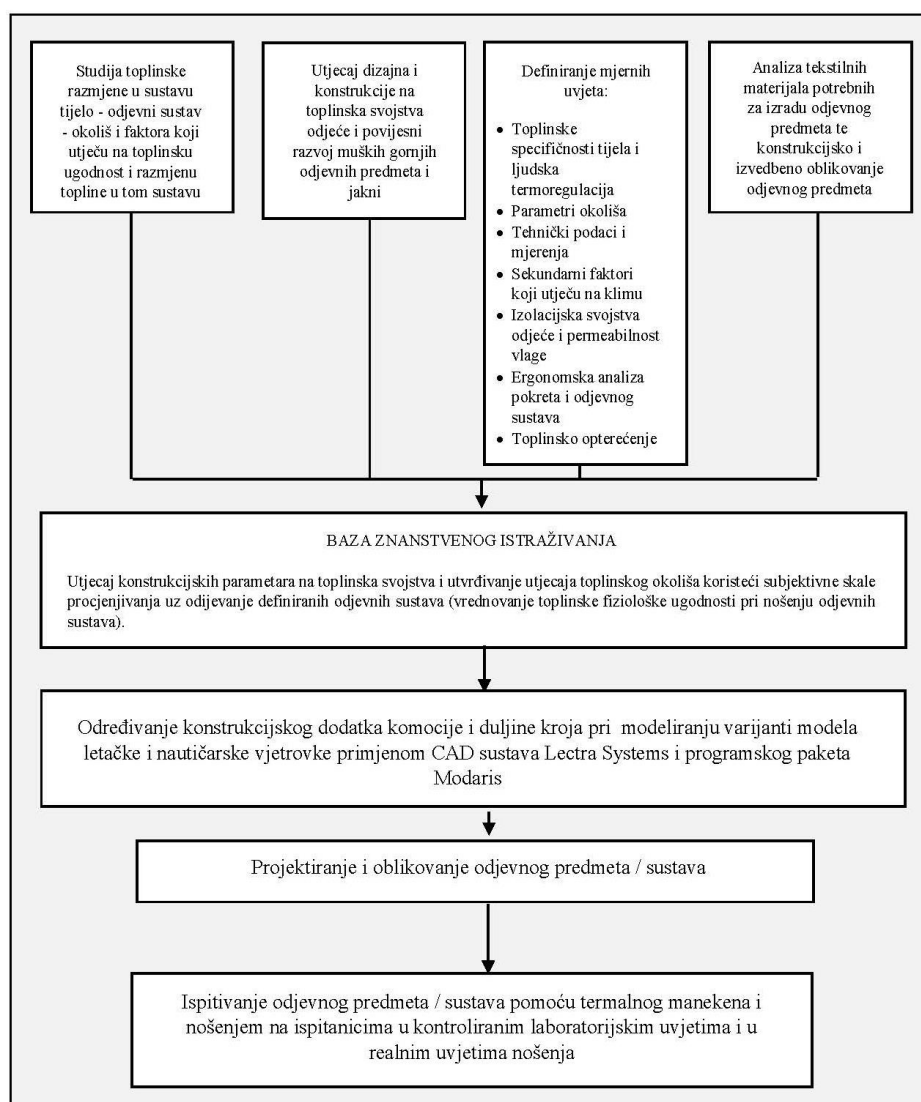 Studija toplinske
razmjene u sustavu
tijelo - odjevni sustav
- okoliš i faktora koji
utječu na toplinsku
ugodnost i razmjenu
topline u tom sustavu
Utjecaj dizajna i
konstrukcije na
toplinska svojstva
odjeće i povijesni
razvoj muških gornjih
odjevnih predmeta i
jakni
Definiranje mjernih
uvjeta:
• Toplinske
specifičnosti tijela i
ljudska
termoregulacija
• Parametri okoliša
• Tehnički podaci i
mjerenja
• Sekundarni faktori
koji utječu na klimu
• Izolacijska svojstva
odjeće i permeabilnost
vlage
• Ergonomska analiza
pokreta i odjevnog
sustava
• Toplinsko opterećenje
Analiza tekstilnih
materijala potrebnih
za izradu odjevnog
predmeta te
konstrukcijsko i
izvedbeno oblikovanje
odjevnog predmeta
BAZA ZNANSTVENOG ISTRAŽIVANJA
Utjecaj konstrukcijskih parametara na toplinska svojstva i utvrđivanje utjecaja toplinskog okoliša koristeći subjektivne skale
procjenjivanja uz odijevanje definiranih odjevnih sustava (vrednovanje toplinske fiziološke ugodnosti pri nošenju odjevnih
sustava).
Određivanje konstrukcijskog dodatka komocije i duljine kroja pri modeliranju varijanti modela
letačke i nautičarske vjetrovke primjenom CAD sustava Lectra Systems i programskog paketa
Modaris
Projektiranje i oblikovanje odjevnog predmeta / sustava
Ispitivanje odjevnog predmeta / sustava pomoću termalnog manekena i
nošenjem na ispitanicima u kontroliranim laboratorijskim uvjetima i u
realnim uvjetima nošenja